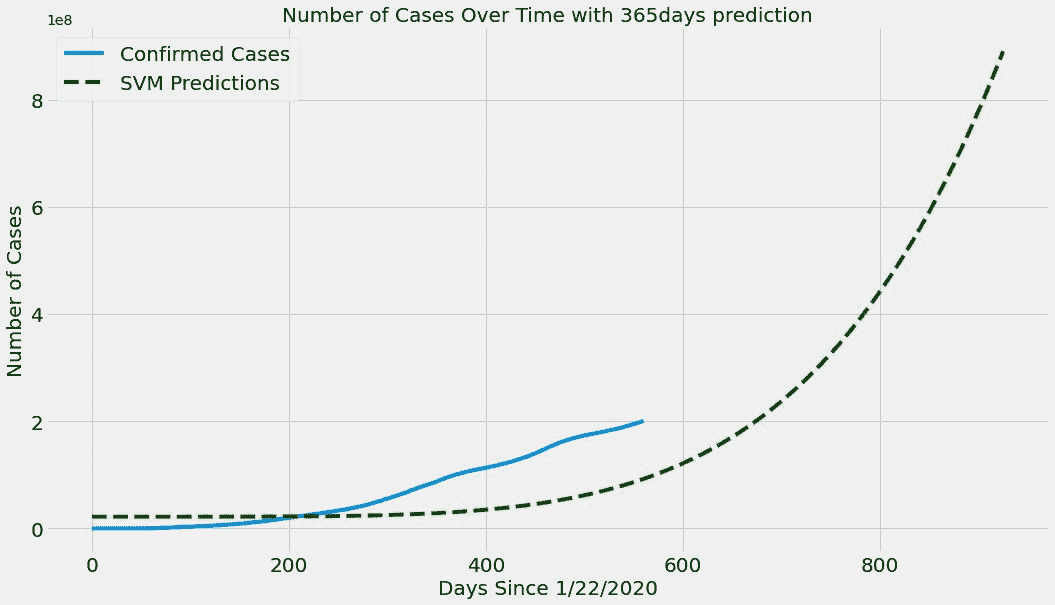 Number of Cases Over Time with 365days prediction
1e8
Confirmed Cases
SVM Predictions
8
6
4
2
0
Number of Cases
0 200 400 600 800
Days Since 1/22/2020